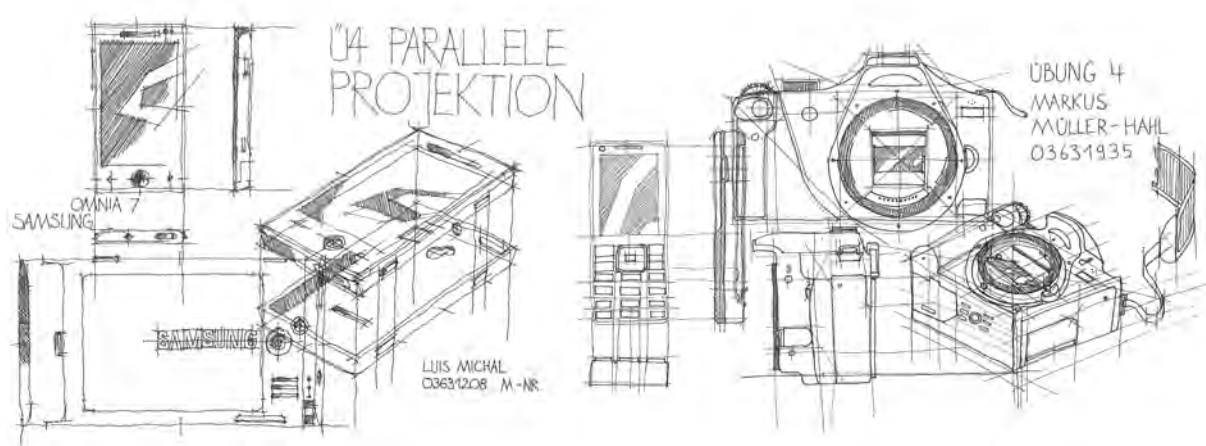 Ü4 PARALLELE
PROJEKTION
OMNIA 7
SAMSUNG
SAMSUNG
LUIS MICHAL
03631208 M-NR.
ÜBUNG 4
MARKUS
MÜLLER-HAHL
03631935